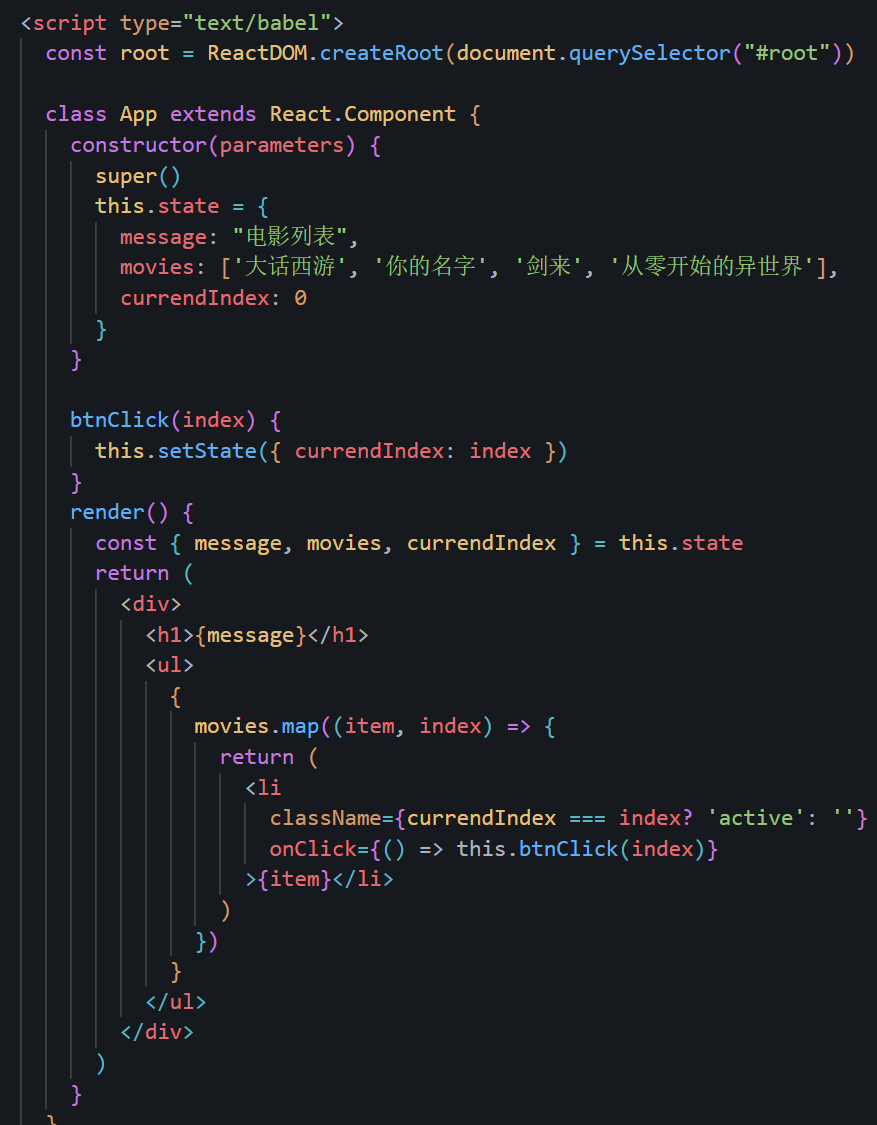 <script type="text/babel">
const root = ReactDOM.createRoot(document.querySelector("#root"))
class App extends React.Component {
constructor(parameters) {
super()
this.state = {
message: "电影列表",
movies: ['大话西游', '你的名字', '剑来', '从零开始的异世界'],
currendIndex: 0
}
}
btnClick(index) {
this.setState({ currendIndex: index })
}
render() {
const { message, movies, currendIndex } = this.state
return (
<div>
<h1>{message}</h1>
<ul>
{
movies.map((item, index) => {
return (
<li
className={currendIndex === index? 'active': ''}
onClick={() => this.btnClick(index)}
>{item}</li>
)
})
}
</ul>
</div>
)
}
}